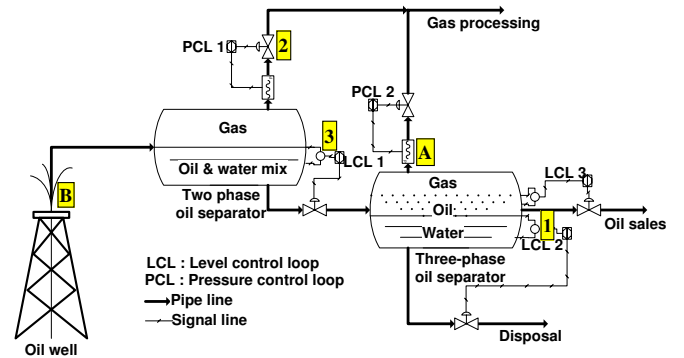 Gas processing
PCL 1
2
PCL 2
Gas
3
A
LCL 1
Oil & water mix
LCL 3
Gas
B
Two phase
oil separator
Oil
Oil sales
1
Water
LCL 2
Three-phase
oil separator
LCL : Level control loop
PCL : Pressure control loop
Pipe line
Signal line
Disposal
Oil well